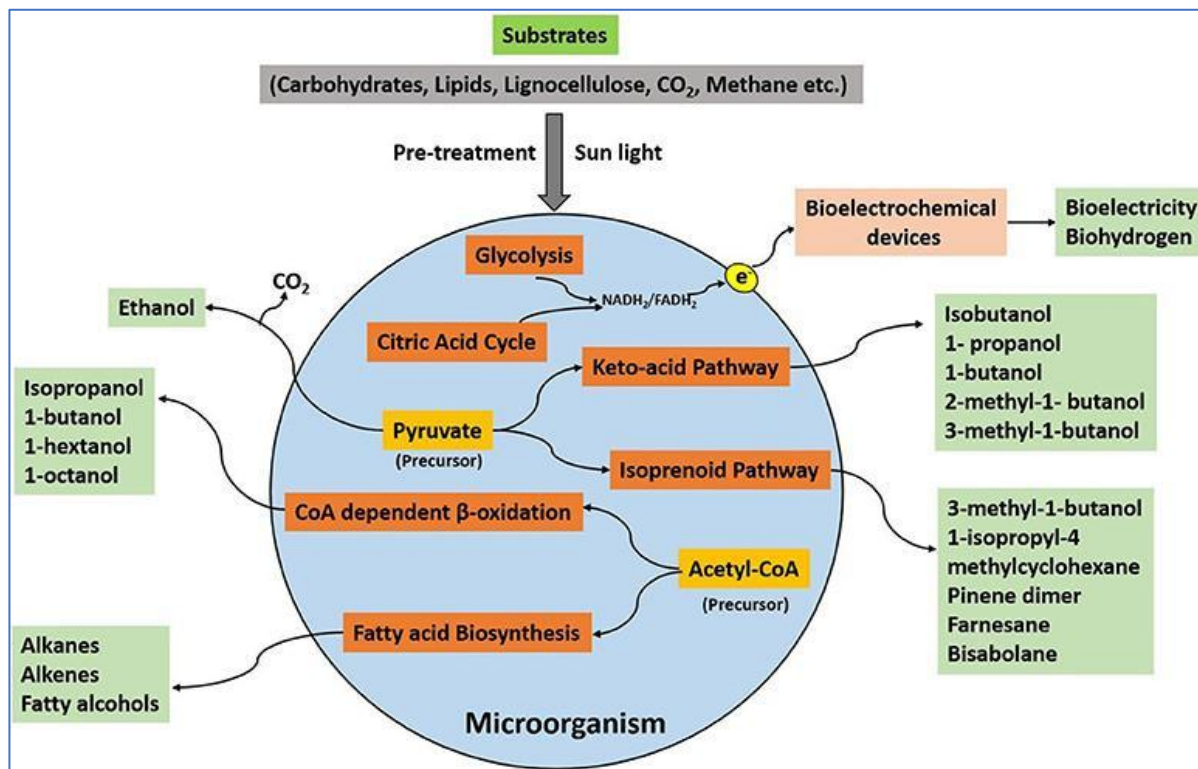 Substrates
(Carbohydrates, Lipids, Lignocellulose, CO₂, Methane etc.)
Pre-treatment
Sun light
Bioelectrochemical
devices
Bioelectricity
Biohydrogen
Glycolysis
NADH₂/FADH₂
e⁻
CO₂
Ethanol
Citric Acid Cycle
Keto-acid Pathway
Isobutanol
1- propanol
1-butanol
2-methyl-1- butanol
3-methyl-1-butanol
Isopropanol
1-butanol
1-hextanol
1-octanol
Pyruvate
(Precursor)
Isoprenoid Pathway
CoA dependent β-oxidation
3-methyl-1-butanol
1-isopropyl-4
methylcyclohexane
Pinene dimer
Farnesane
Bisabolane
Acetyl-CoA
(Precursor)
Fatty acid Biosynthesis
Alkanes
Alkenes
Fatty alcohols
Microorganism